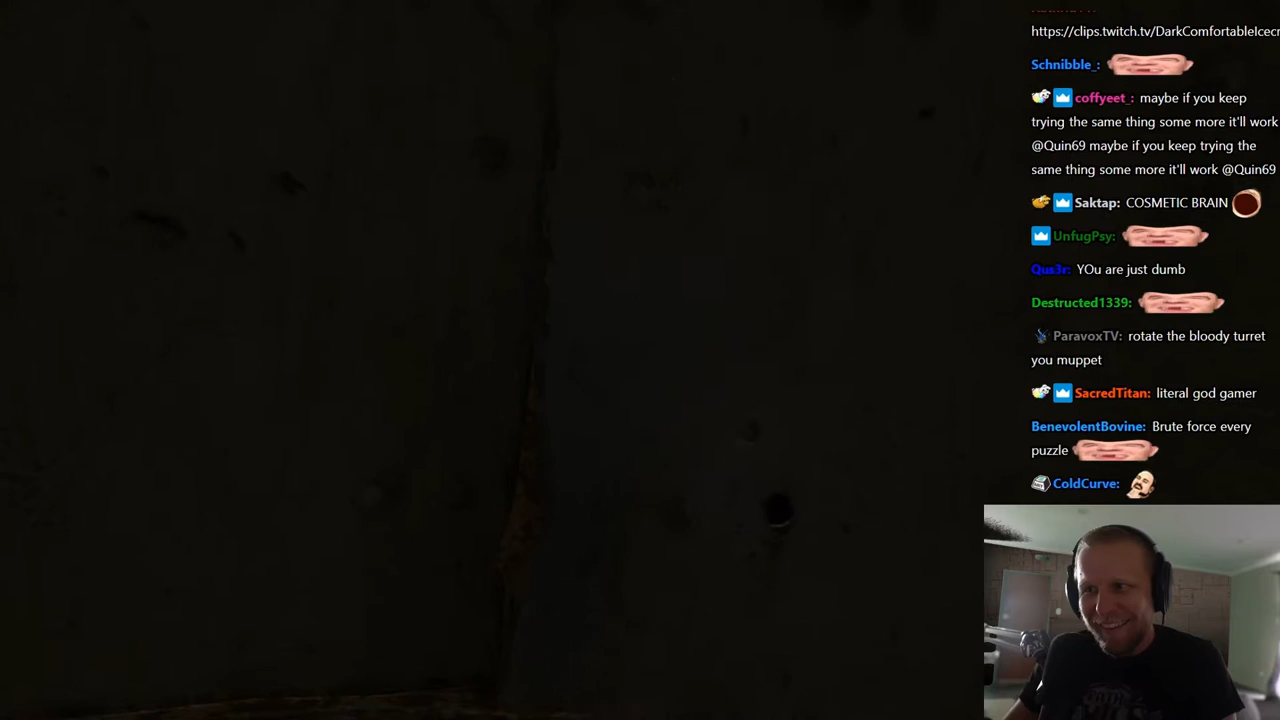 https://clips.twitch.tv/DarkComfortableIcecr
Schnibble_:
coffyeet_: maybe if you keep
trying the same thing some more it'll work
@Quin69 maybe if you keep trying the
same thing some more it'll work @Quin69
Saktap: COSMETIC BRAIN
UnfugPsy:
Qus3r: YOu are just dumb
Destructed1339:
ParavoxTV: rotate the bloody turret
you muppet
SacredTitan: literal god gamer
BenevolentBovine: Brute force every
puzzle
ColdCurve: